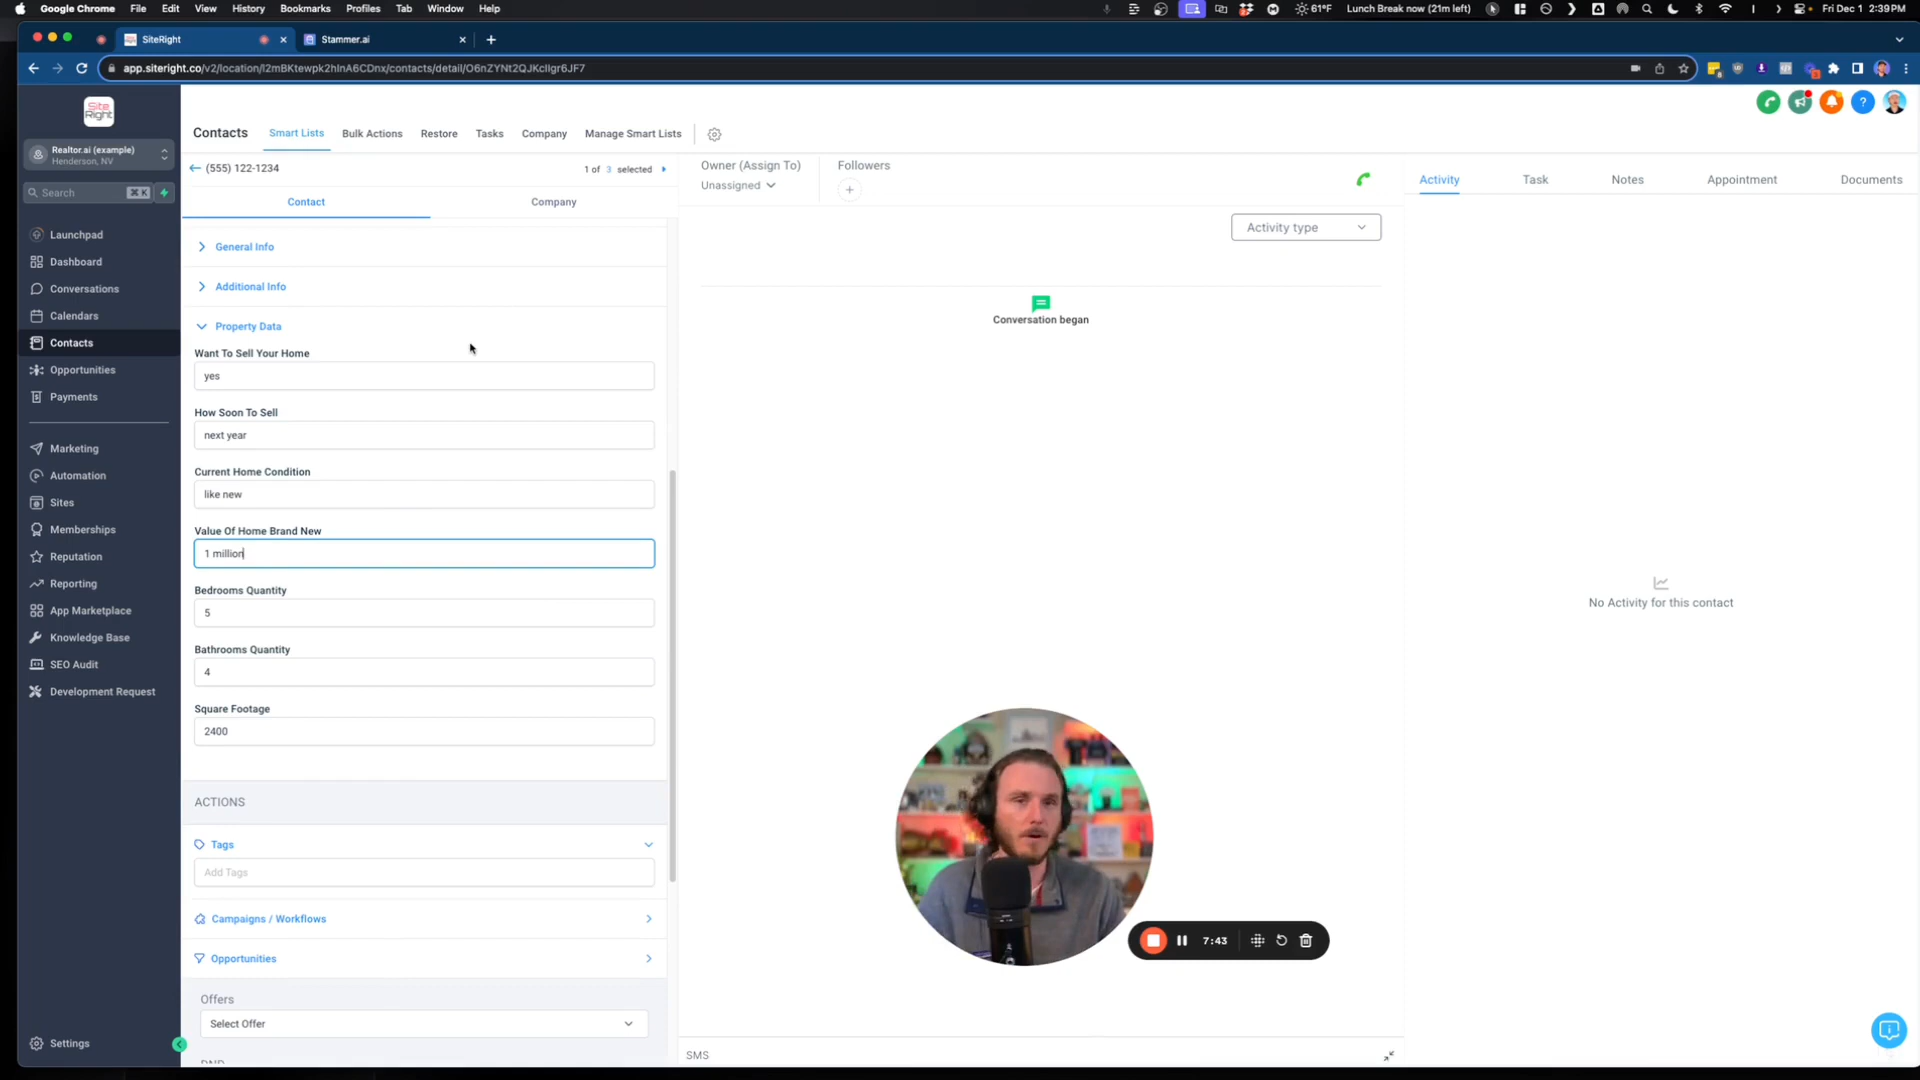 Google Chrome File Edit View History Bookmarks Profiles Tab Window Help
61°F Lunch Break now (21m left) Fri Dec 1 2:39 PM
SiteRight Stammer.ai
app.siteright.co/v2/location/l2mBKtewpk2hInA6CDnx/contacts/detail/O6nZYNt2QJKcIlgr6JF7
Site
Right
Realtor.ai (example)
Henderson, NV
Search ⌘ K
Launchpad
Dashboard
Conversations
Calendars
Contacts
Opportunities
Payments
Marketing
Automation
Sites
Memberships
Reputation
Reporting
App Marketplace
Knowledge Base
SEO Audit
Development Request
Settings
Contacts Smart Lists Bulk Actions Restore Tasks Company Manage Smart Lists
(555) 122-1234 1 of 3 selected
Contact Company
General Info
Additional Info
Property Data
Want To Sell Your Home
yes
How Soon To Sell
next year
Current Home Condition
like new
Value Of Home Brand New
1 million
Bedrooms Quantity
5
Bathrooms Quantity
4
Square Footage
2400
ACTIONS
Tags
Add Tags
Campaigns / Workflows
Opportunities
Offers
Select Offer
DND
Owner (Assign To) Followers
Unassigned
Activity type
Conversation began
7:43
SMS
Activity Task Notes Appointment Documents
No Activity for this contact